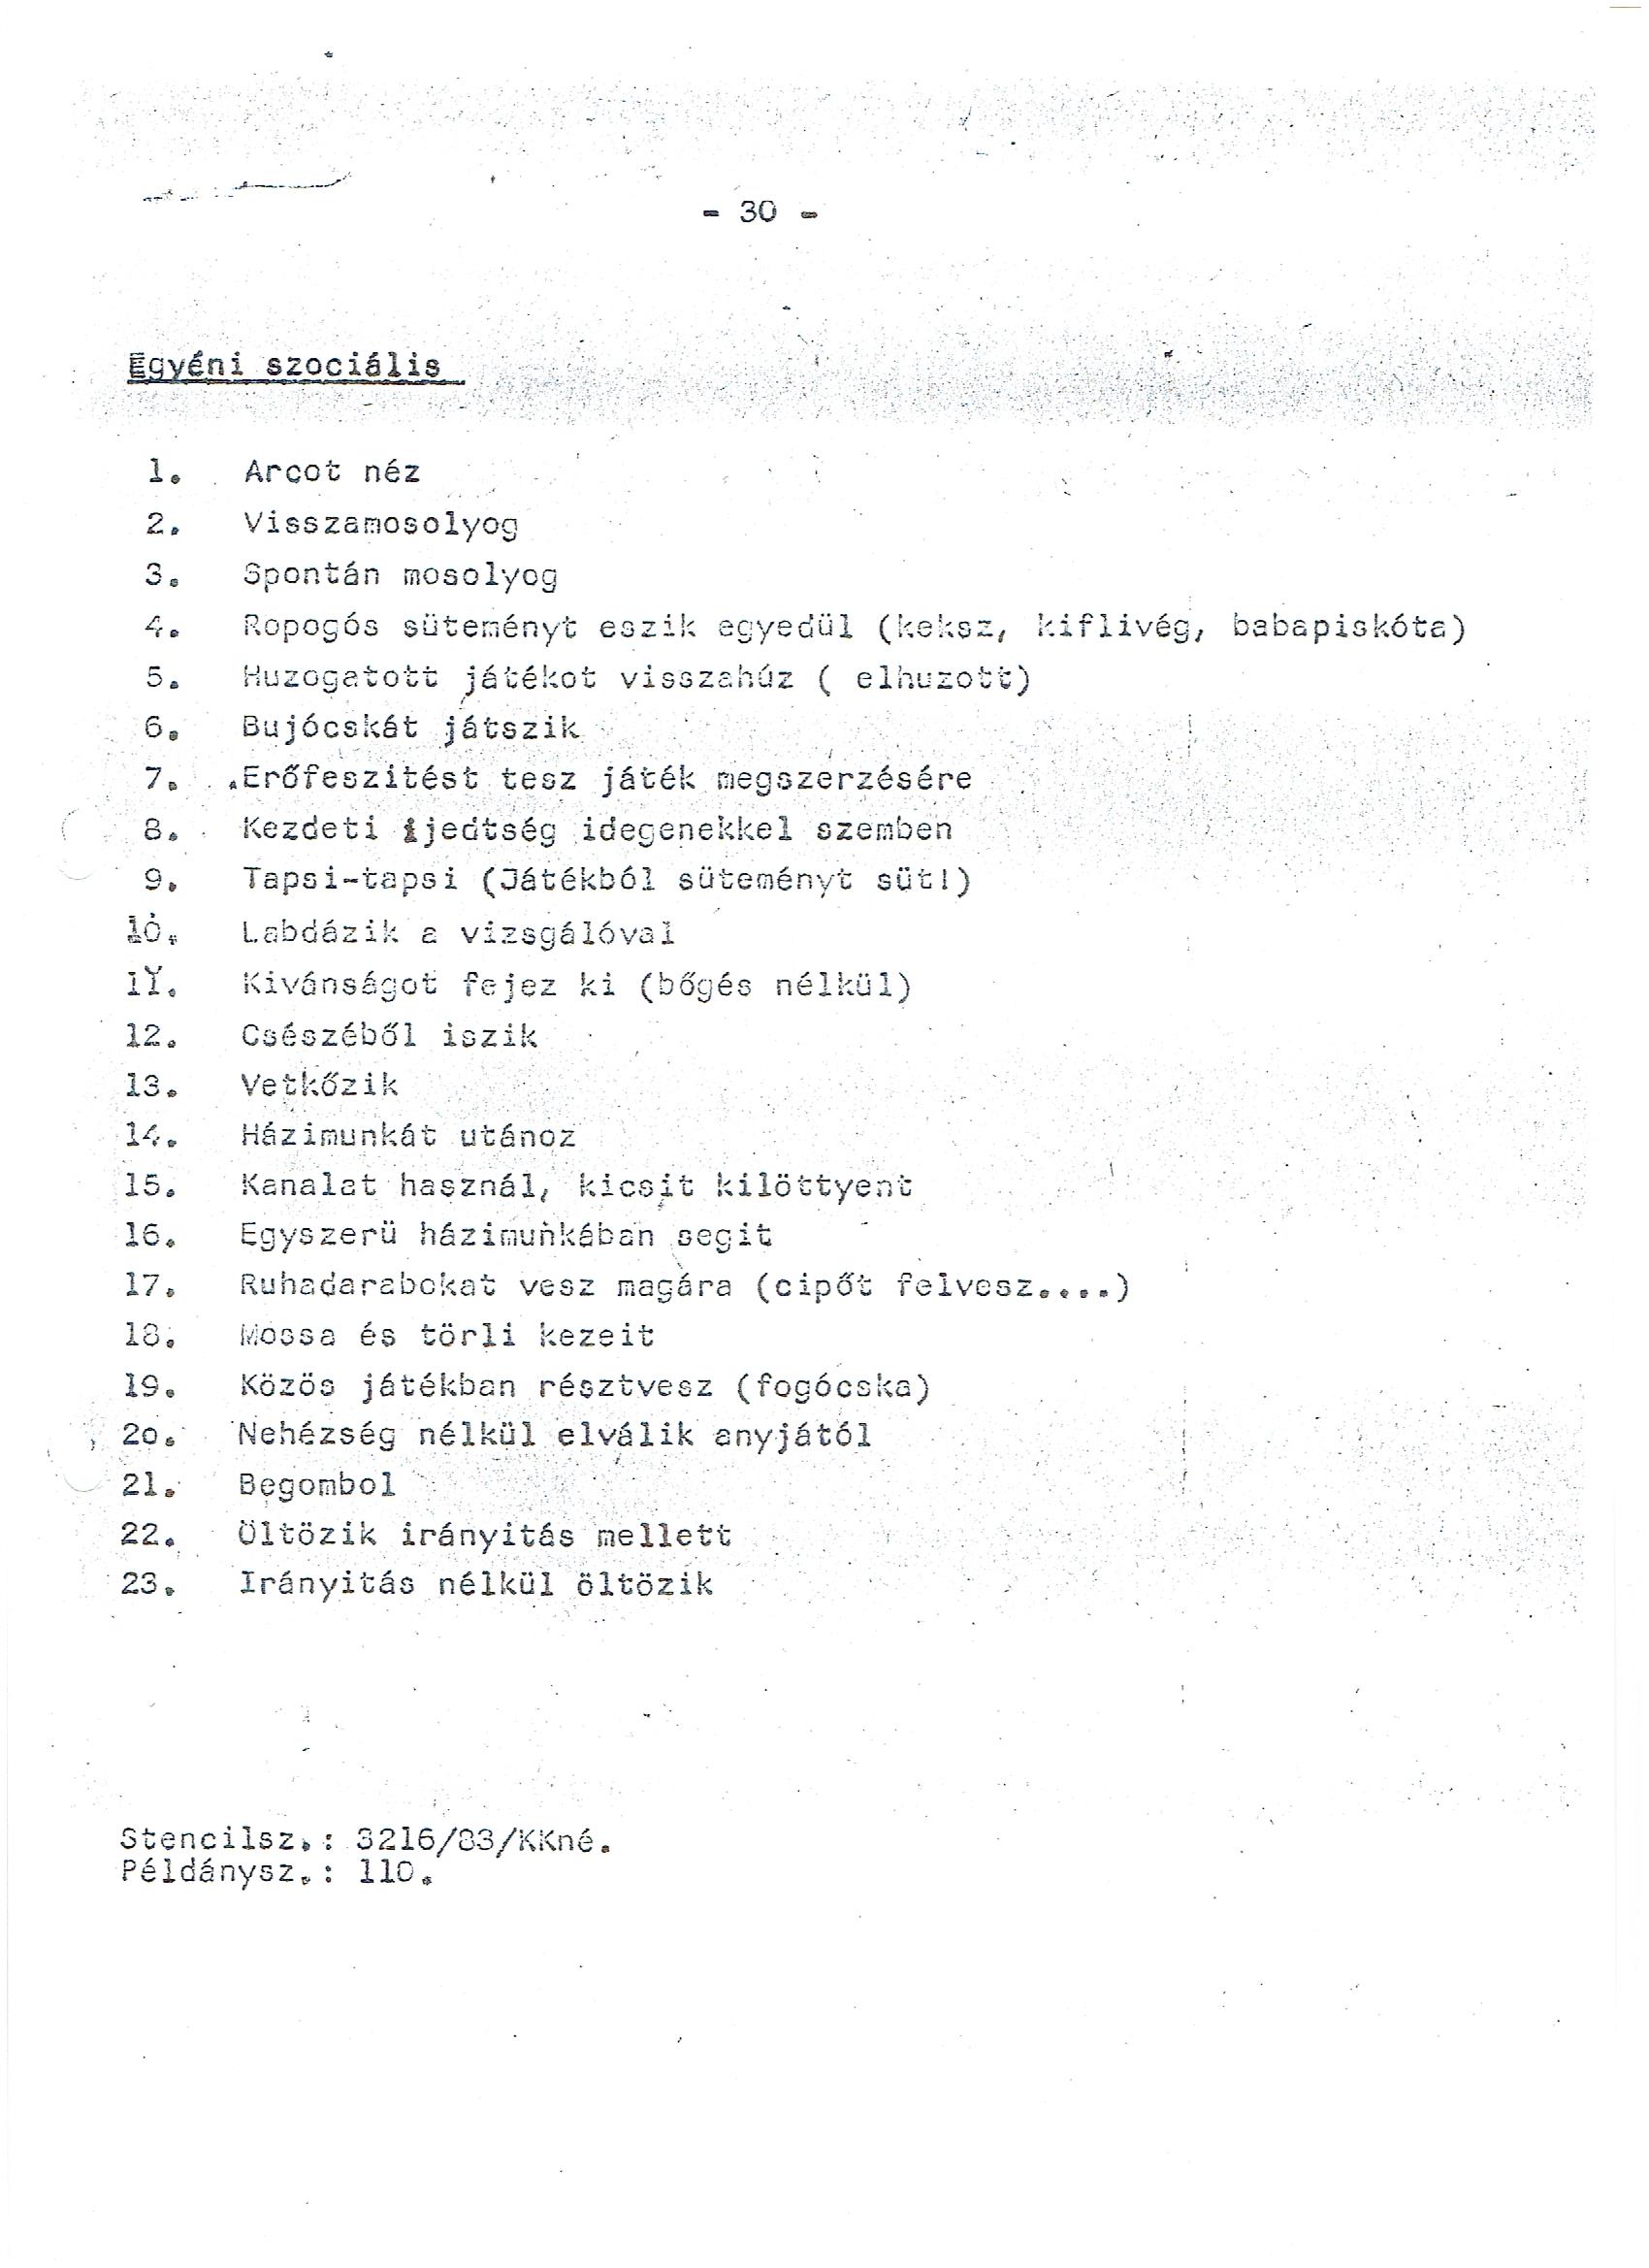 - 30 -
Egyéni szociális
1. Arcot néz
2. Visszamosolyog
3. Spontán mosolyog
4. Ropogós süteményt eszik egyedül (keksz, kiflivég, babapiskóta)
5. Huzogatott játékot visszahúz ( elhuzott)
6. Bujócskát játszik
7. Erőfeszitést tesz játék megszerzésére
8. Kezdeti ijedtség idegenekkel szemben
9. Tapsi-tapsi (Játékból süteményt süt!)
10. Labdázik a vizsgálóval
11. Kivánságot fejez ki (bőgés nélkül)
12. Csészéből iszik
13. Vetkőzik
14. Házimunkát utánoz
15. Kanalat használ, kicsit kilöttyent
16. Egyszerü házimunkában segit
17. Ruhadarabokat vesz magára (cipőt felvesz....)
18. Mossa és törli kezeit
19. Közös játékban résztvesz (fogócska)
20. Nehézség nélkül elválik anyjától
21. Begombol
22. Öltözik irányitás mellett
23. Irányitás nélkül öltözik
Stencilsz.: 3216/83/KKné.
Példánysz.: 110.